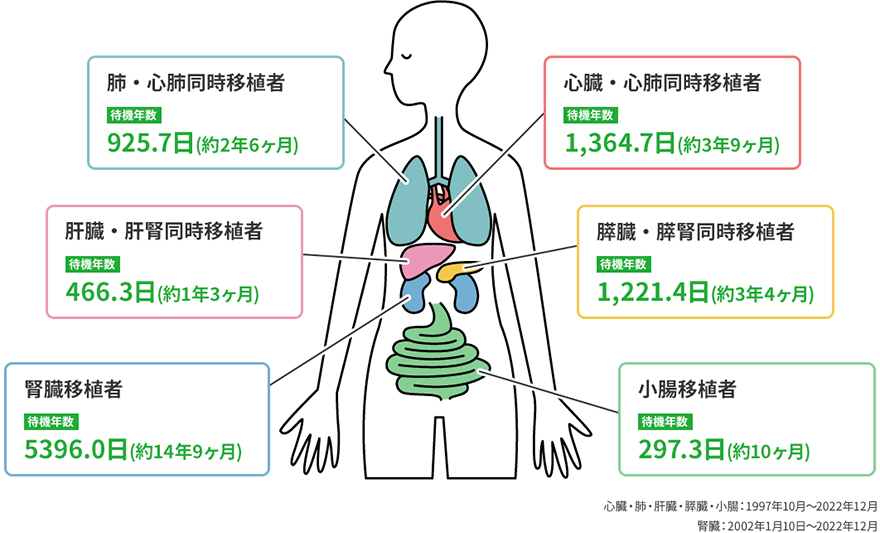 肺・心肺同時移植者
待機年数
925.7日(約2年6ヶ月)
心臓・心肺同時移植者
待機年数
1,364.7日(約3年9ヶ月)
肝臓・肝腎同時移植者
待機年数
466.3日(約1年3ヶ月)
膵臓・膵腎同時移植者
待機年数
1,221.4日(約3年4ヶ月)
腎臓移植者
待機年数
5396.0日(約14年9ヶ月)
小腸移植者
待機年数
297.3日(約10ヶ月)
心臓・肺・肝臓・膵臓・小腸：1997年10月〜2022年12月
腎臓：2002年1月10日〜2022年12月